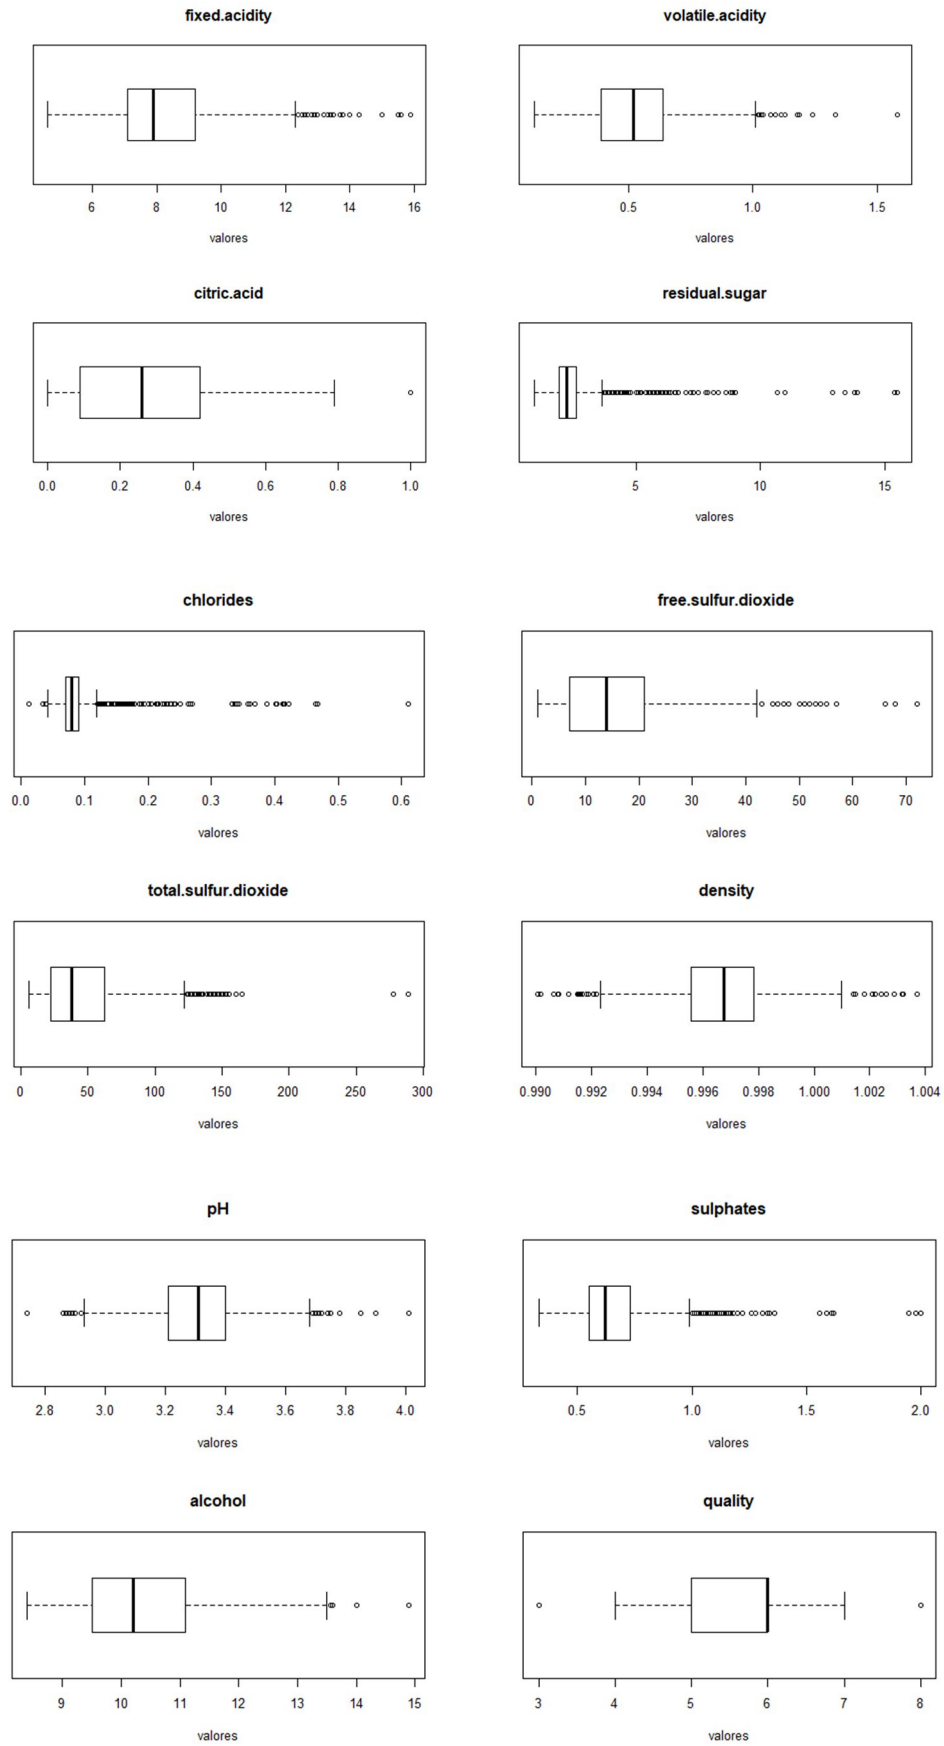 fixed.acidity
volatile.acidity
6 8 10 12 14 16
0.5 1.0 1.5
valores
valores
citric.acid
residual.sugar
0.0 0.2 0.4 0.6 0.8 1.0
5 10 15
valores
valores
chlorides
free.sulfur.dioxide
0.0 0.1 0.2 0.3 0.4 0.5 0.6
0 10 20 30 40 50 60 70
valores
valores
total.sulfur.dioxide
density
0 50 100 150 200 250 300
0.990 0.992 0.994 0.996 0.998 1.000 1.002 1.004
valores
valores
pH
sulphates
2.8 3.0 3.2 3.4 3.6 3.8 4.0
0.5 1.0 1.5 2.0
valores
valores
alcohol
quality
9 10 11 12 13 14 15
3 4 5 6 7 8
valores
valores